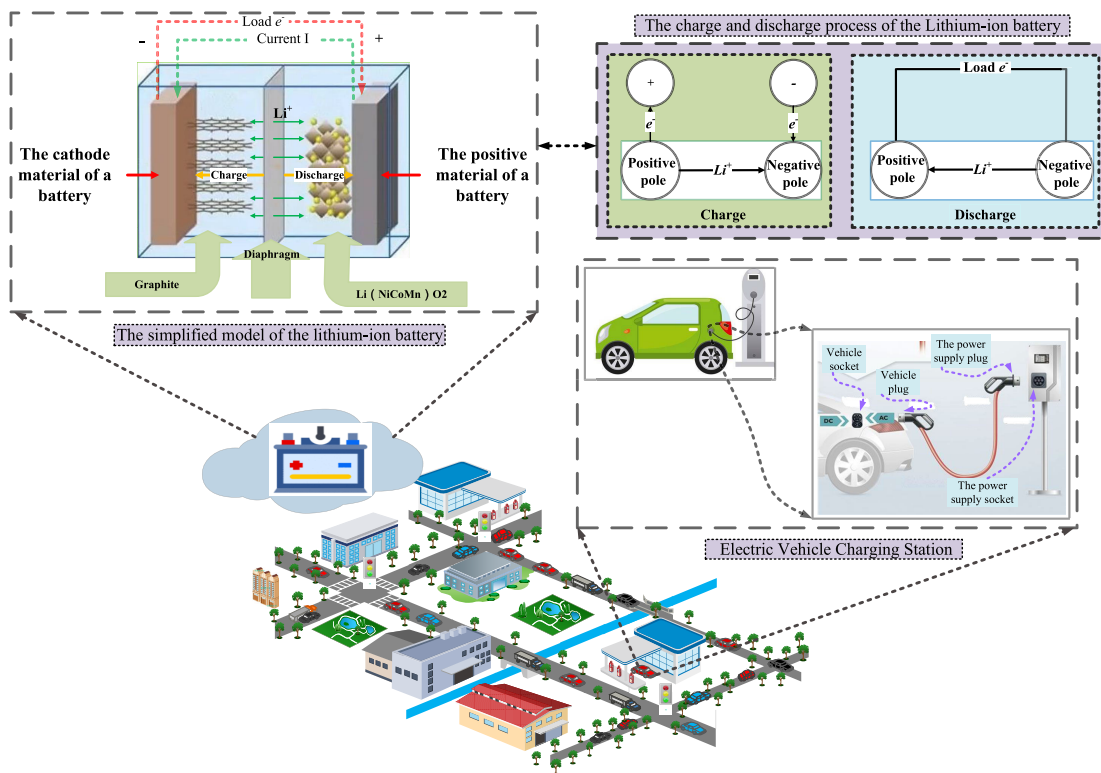 Load e-
Current I
-
+
Li+
The cathode
material of a
battery
Charge
Discharge
The positive
material of a
battery
Diaphragm
Graphite
Li（NiCoMn）O2
The simplified model of the lithium-ion battery
The charge and discharge process of the Lithium-ion battery
+
-
e-
e-
Positive
pole
Li+
Negative
pole
Charge
Load e-
Positive
pole
Li+
Negative
pole
Discharge
Vehicle
socket
Vehicle
plug
The power
supply plug
DC
AC
The power
supply socket
Electric Vehicle Charging Station